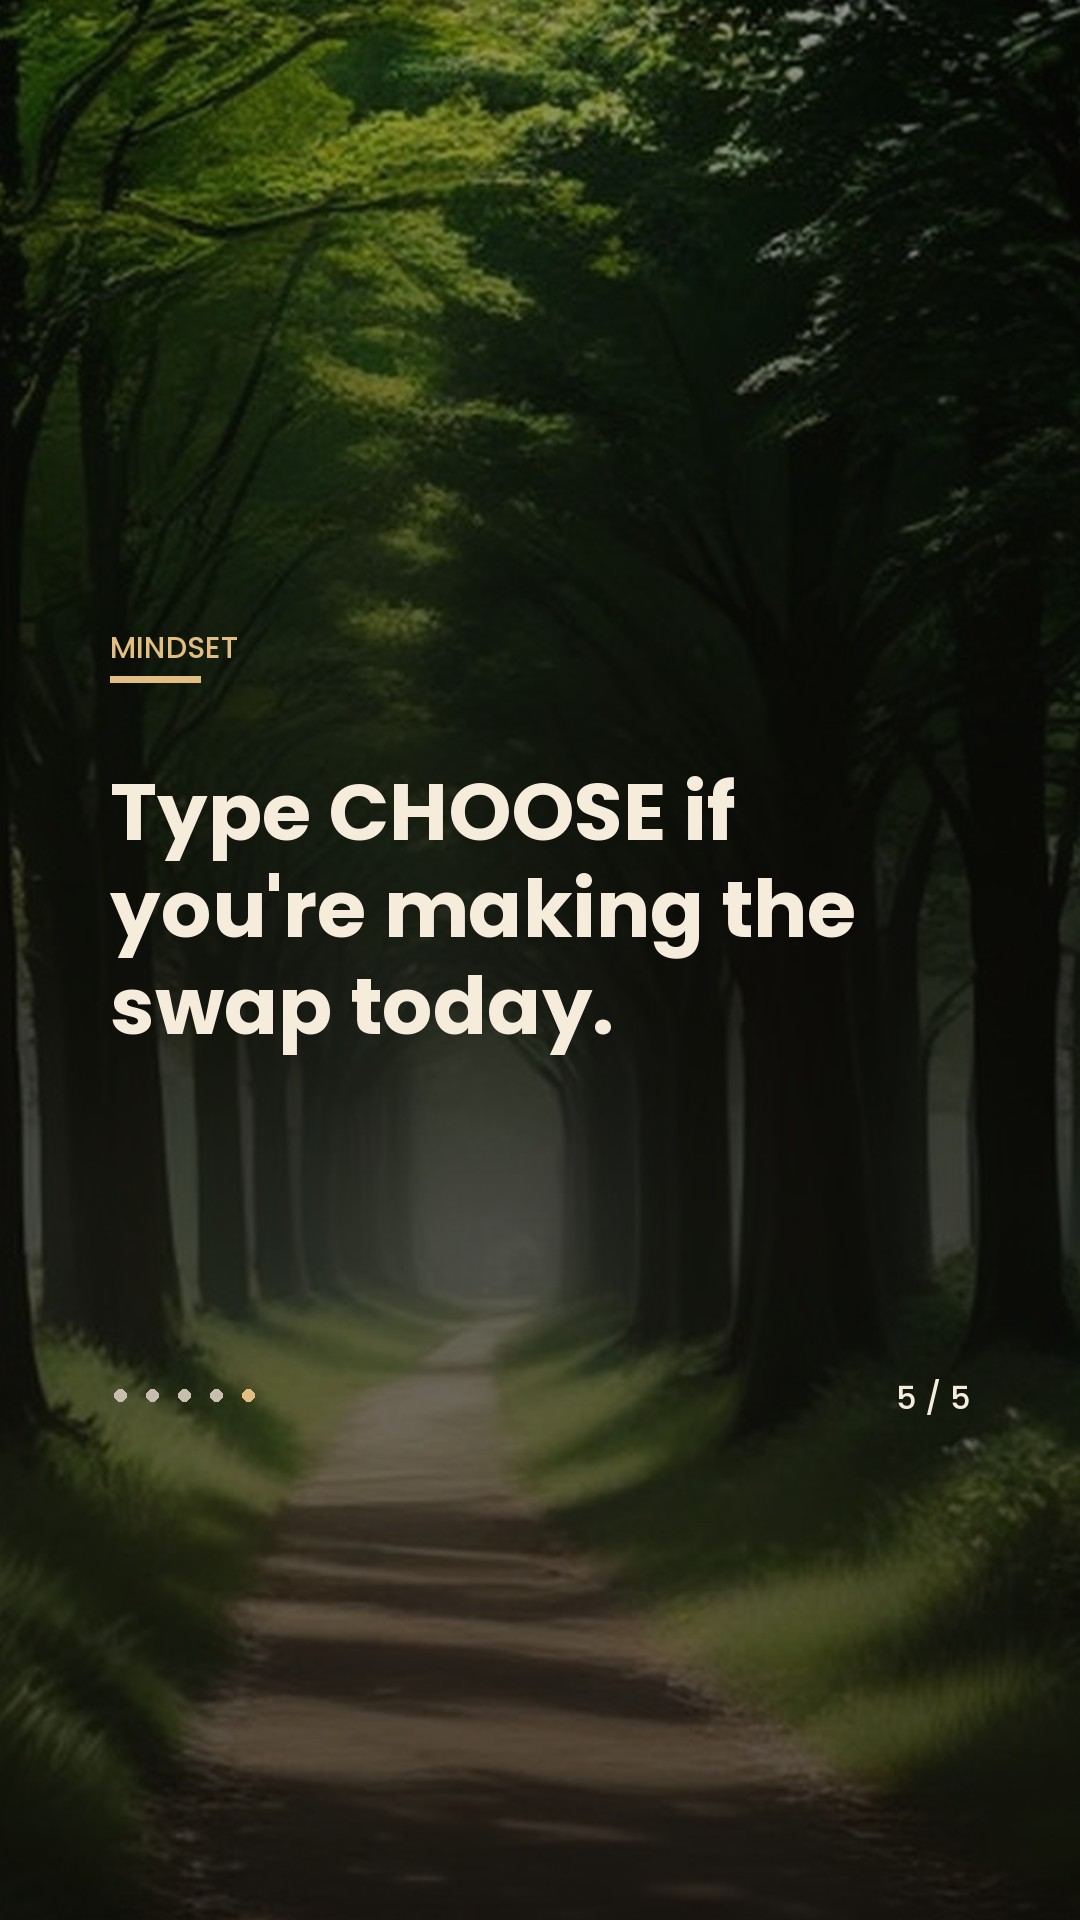 MINDSET
Type CHOOSE if
you're making the
swap today.
5 / 5